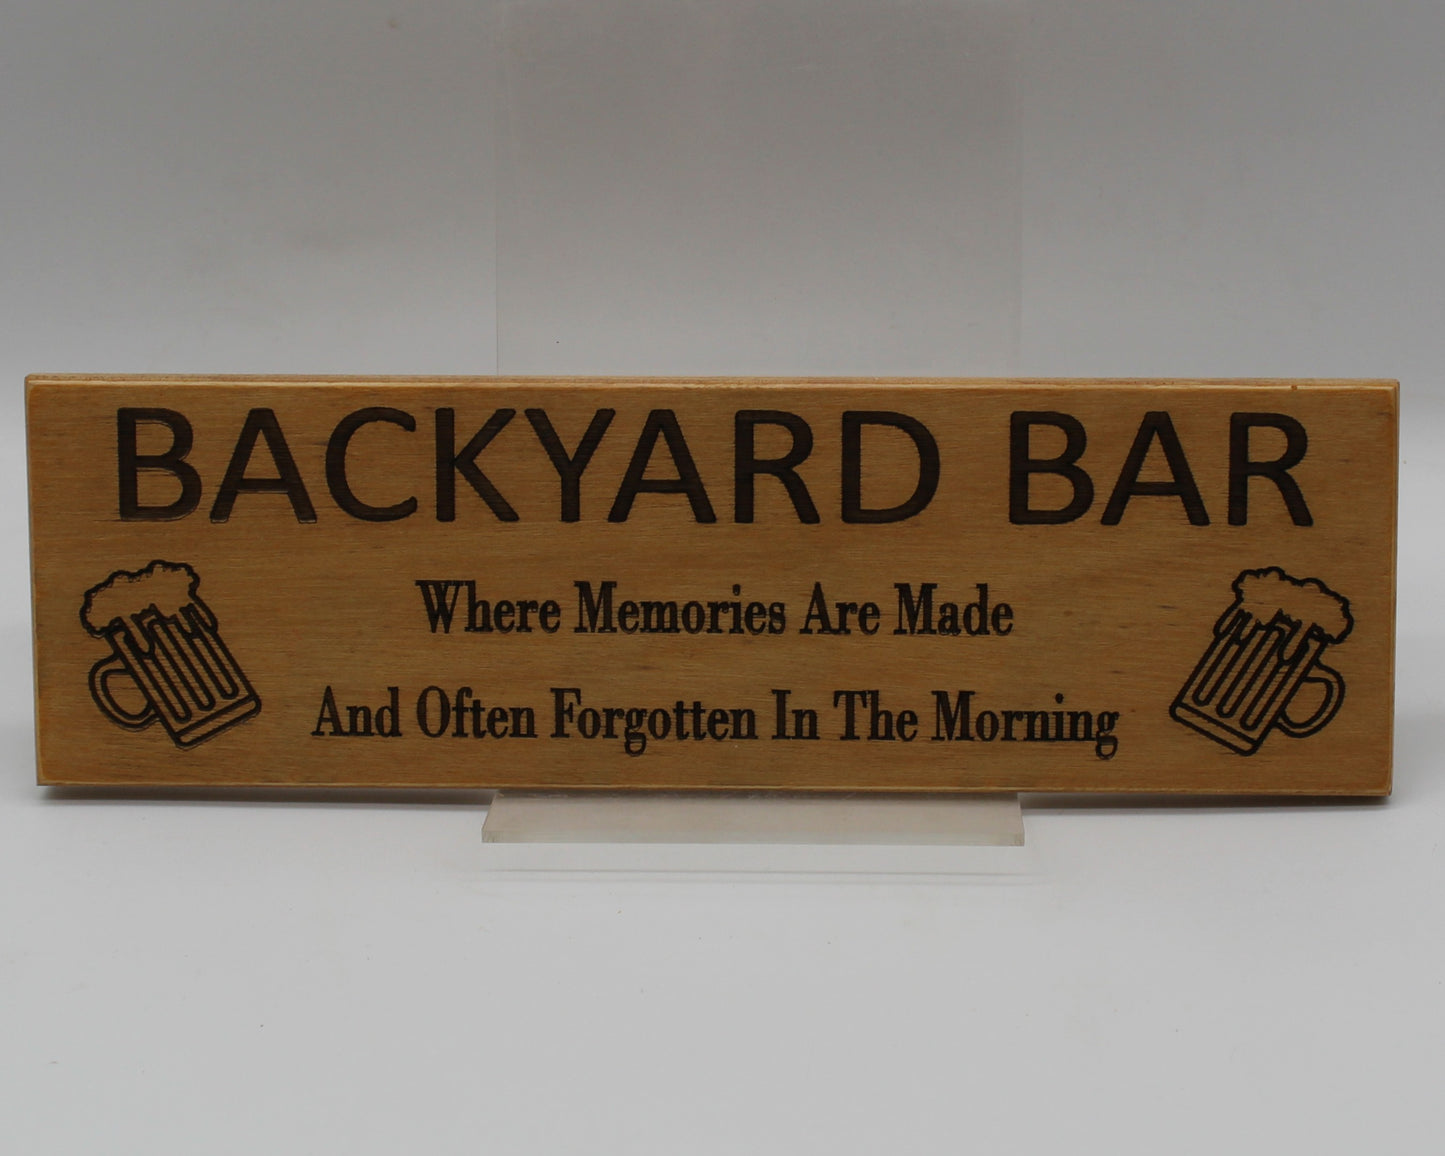 BACKYARD BAR
Where Memories Are Made
And Often Forgotten In The Morning